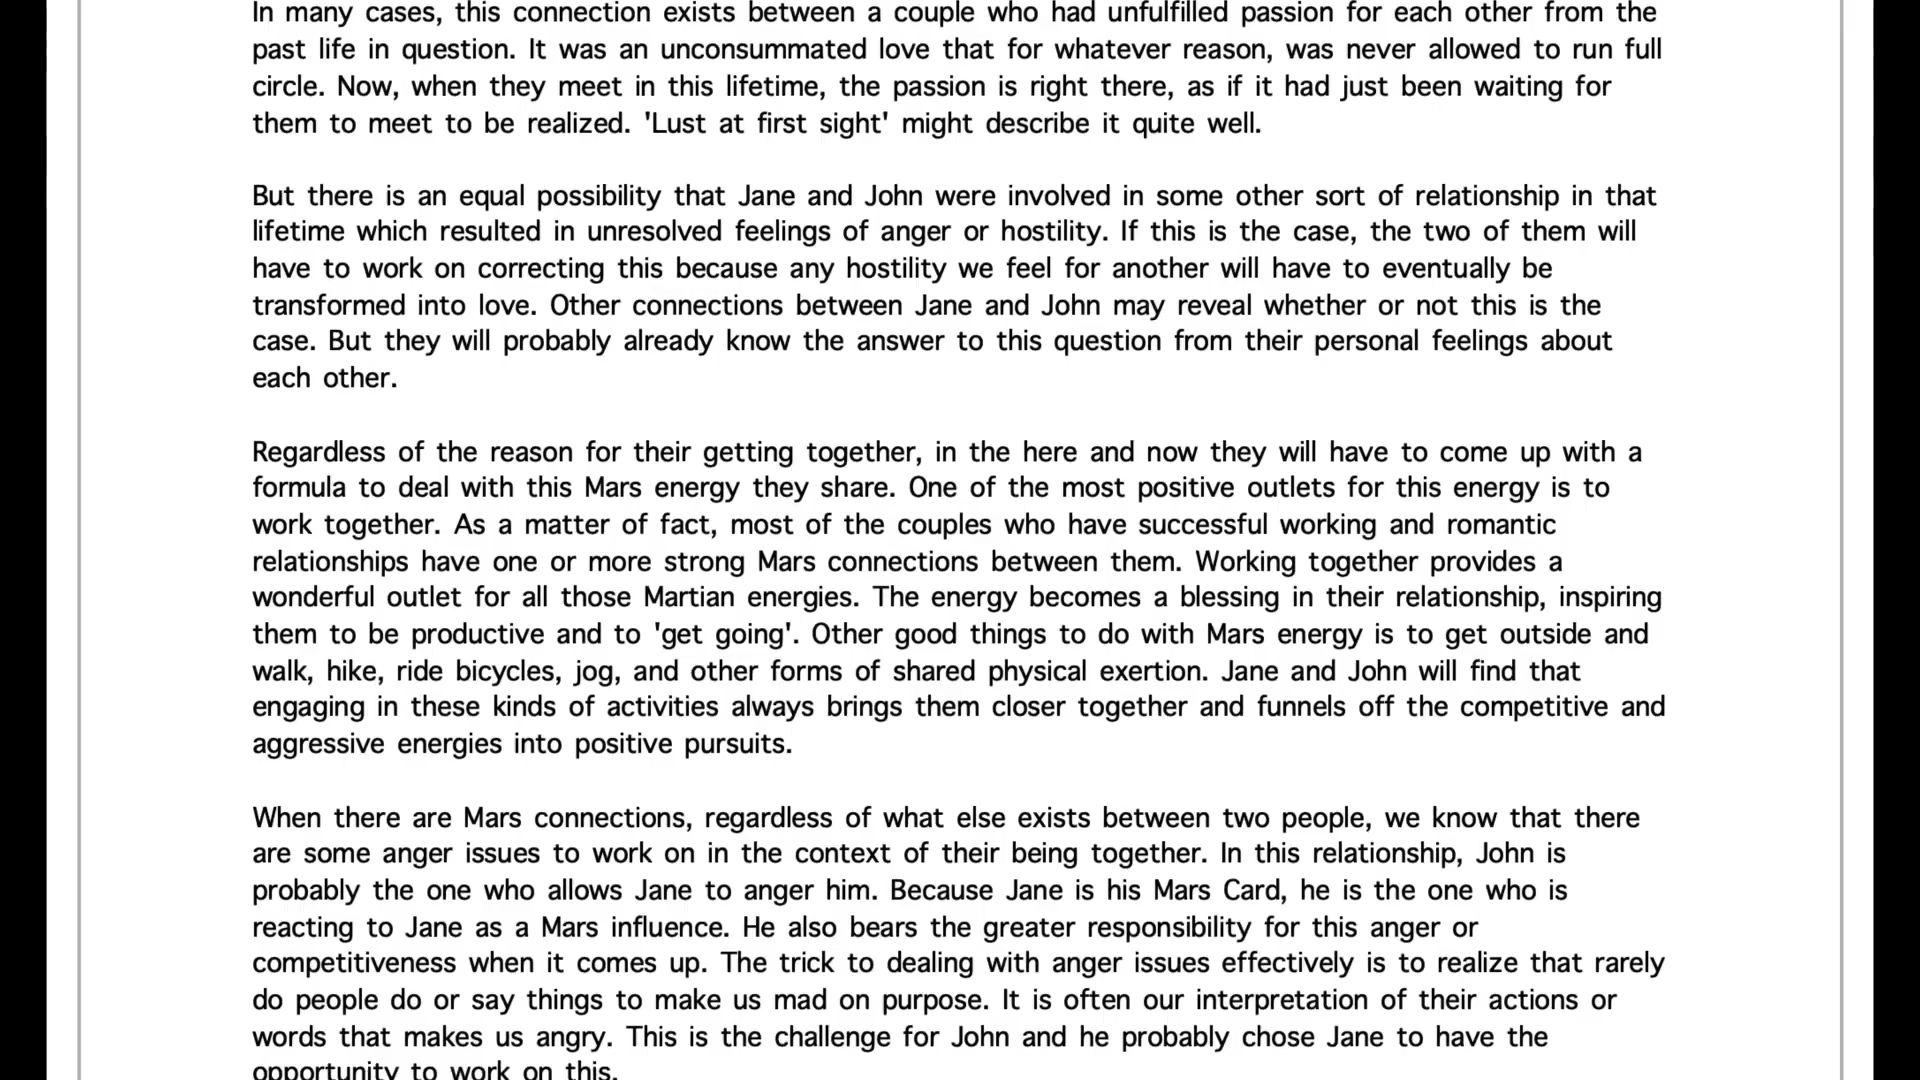 In many cases, this connection exists between a couple who had unfulfilled passion for each other from the
past life in question. It was an unconsummated love that for whatever reason, was never allowed to run full
circle. Now, when they meet in this lifetime, the passion is right there, as if it had just been waiting for
them to meet to be realized. 'Lust at first sight' might describe it quite well.
But there is an equal possibility that Jane and John were involved in some other sort of relationship in that
lifetime which resulted in unresolved feelings of anger or hostility. If this is the case, the two of them will
have to work on correcting this because any hostility we feel for another will have to eventually be
transformed into love. Other connections between Jane and John may reveal whether or not this is the
case. But they will probably already know the answer to this question from their personal feelings about
each other.
Regardless of the reason for their getting together, in the here and now they will have to come up with a
formula to deal with this Mars energy they share. One of the most positive outlets for this energy is to
work together. As a matter of fact, most of the couples who have successful working and romantic
relationships have one or more strong Mars connections between them. Working together provides a
wonderful outlet for all those Martian energies. The energy becomes a blessing in their relationship, inspiring
them to be productive and to 'get going'. Other good things to do with Mars energy is to get outside and
walk, hike, ride bicycles, jog, and other forms of shared physical exertion. Jane and John will find that
engaging in these kinds of activities always brings them closer together and funnels off the competitive and
aggressive energies into positive pursuits.
When there are Mars connections, regardless of what else exists between two people, we know that there
are some anger issues to work on in the context of their being together. In this relationship, John is
probably the one who allows Jane to anger him. Because Jane is his Mars Card, he is the one who is
reacting to Jane as a Mars influence. He also bears the greater responsibility for this anger or
competitiveness when it comes up. The trick to dealing with anger issues effectively is to realize that rarely
do people do or say things to make us mad on purpose. It is often our interpretation of their actions or
words that makes us angry. This is the challenge for John and he probably chose Jane to have the
opportunity to work on this.